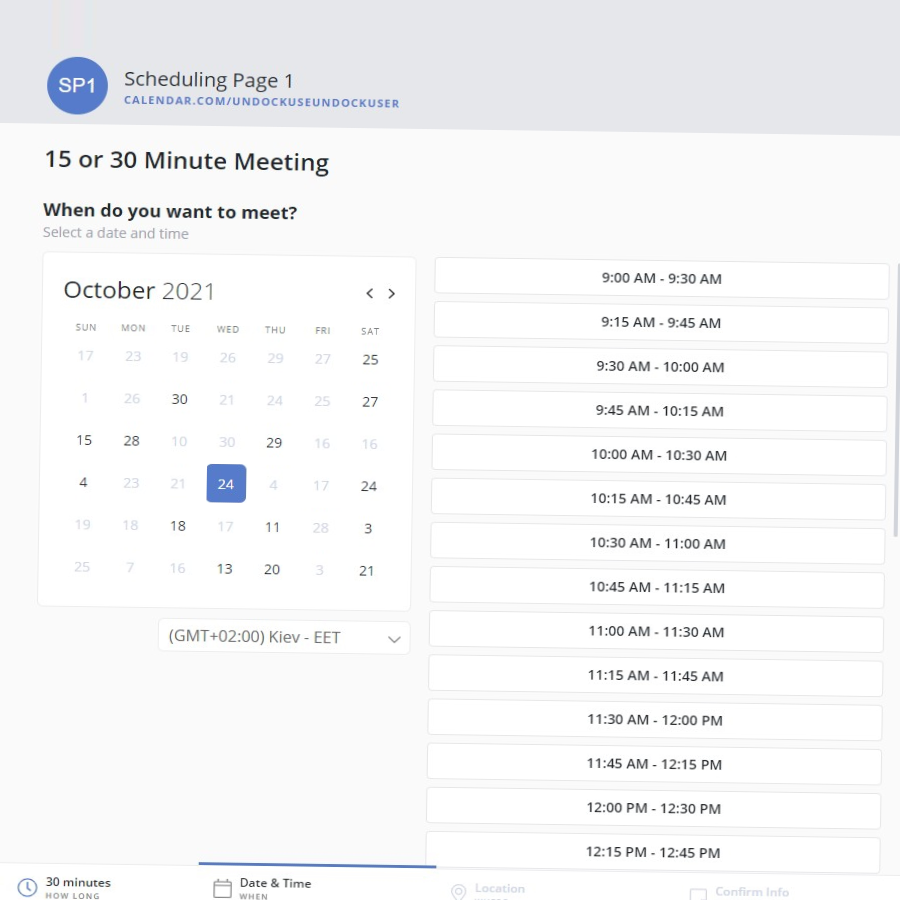 SP1
Scheduling Page 1
CALENDAR.COM/UNDOCKUSEUNDOCKUSER
15 or 30 Minute Meeting
When do you want to meet?
Select a date and time
October 2021
SUN MON TUE WED THU FRI SAT
17 23 19 26 29 27 25
1 26 30 21 24 25 27
15 28 10 30 29 16 16
4 23 21 24 4 17 24
19 18 18 17 11 28 3
25 7 16 13 20 3 21
(GMT+02:00) Kiev - EET
9:00 AM - 9:30 AM
9:15 AM - 9:45 AM
9:30 AM - 10:00 AM
9:45 AM - 10:15 AM
10:00 AM - 10:30 AM
10:15 AM - 10:45 AM
10:30 AM - 11:00 AM
10:45 AM - 11:15 AM
11:00 AM - 11:30 AM
11:15 AM - 11:45 AM
11:30 AM - 12:00 PM
11:45 AM - 12:15 PM
12:00 PM - 12:30 PM
12:15 PM - 12:45 PM
30 minutes
HOW LONG
Date & Time
WHEN
Location
Confirm Info